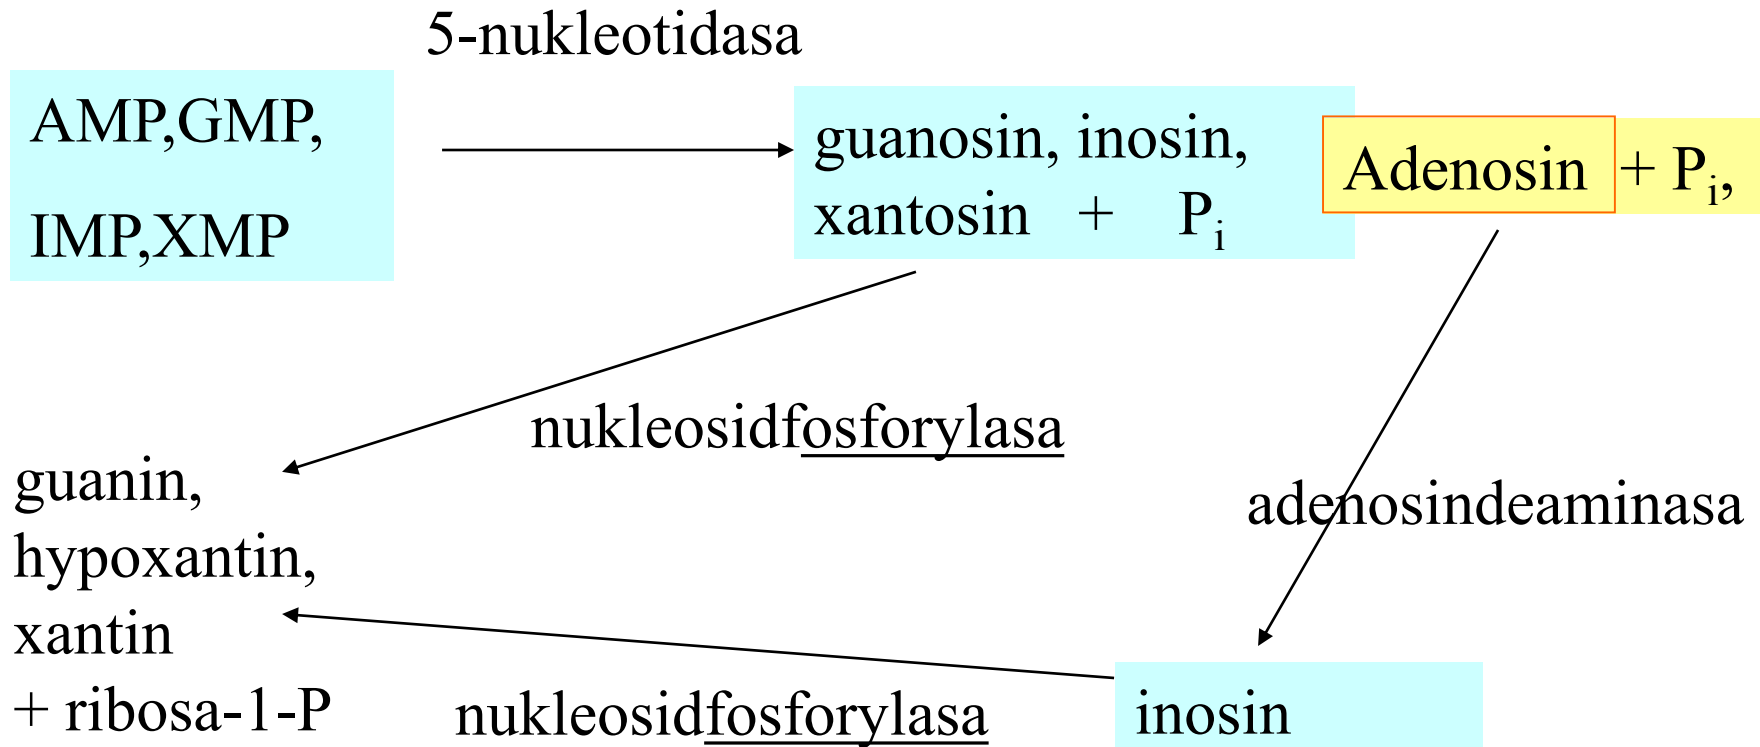 5-nukleotidasa
AMP,GMP,
IMP,XMP
guanosin, inosin,
xantosin + Pi
Adenosin + Pi,
nukleosidfosforylasa
adenosindeaminasa
guanin,
hypoxantin,
xantin
+ ribosa-1-P
nukleosidfosforylasa
inosin